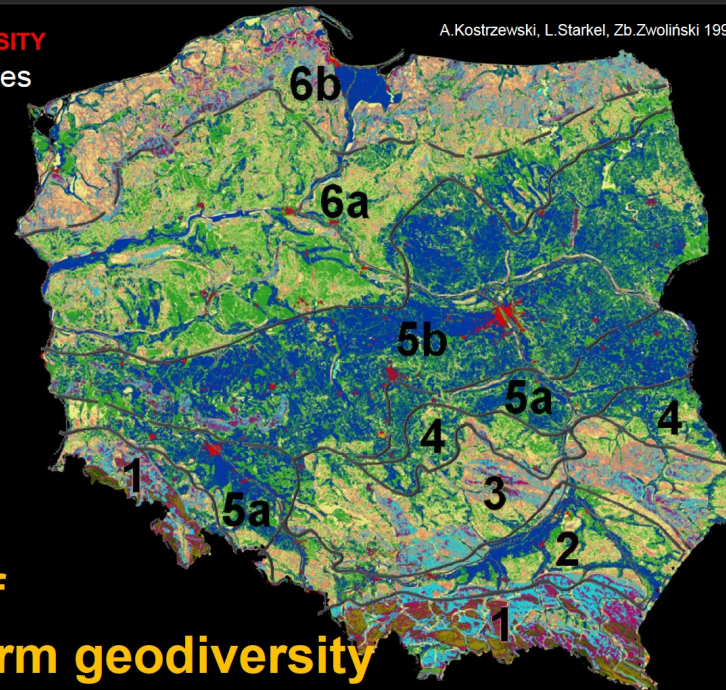 A.Kostrzewski, L.Starkel, Zb.Zwoliński 199
SITY
es
6b
6a
5b
5a
4
4
3
1
5a
2
1
f
rm geodiversity